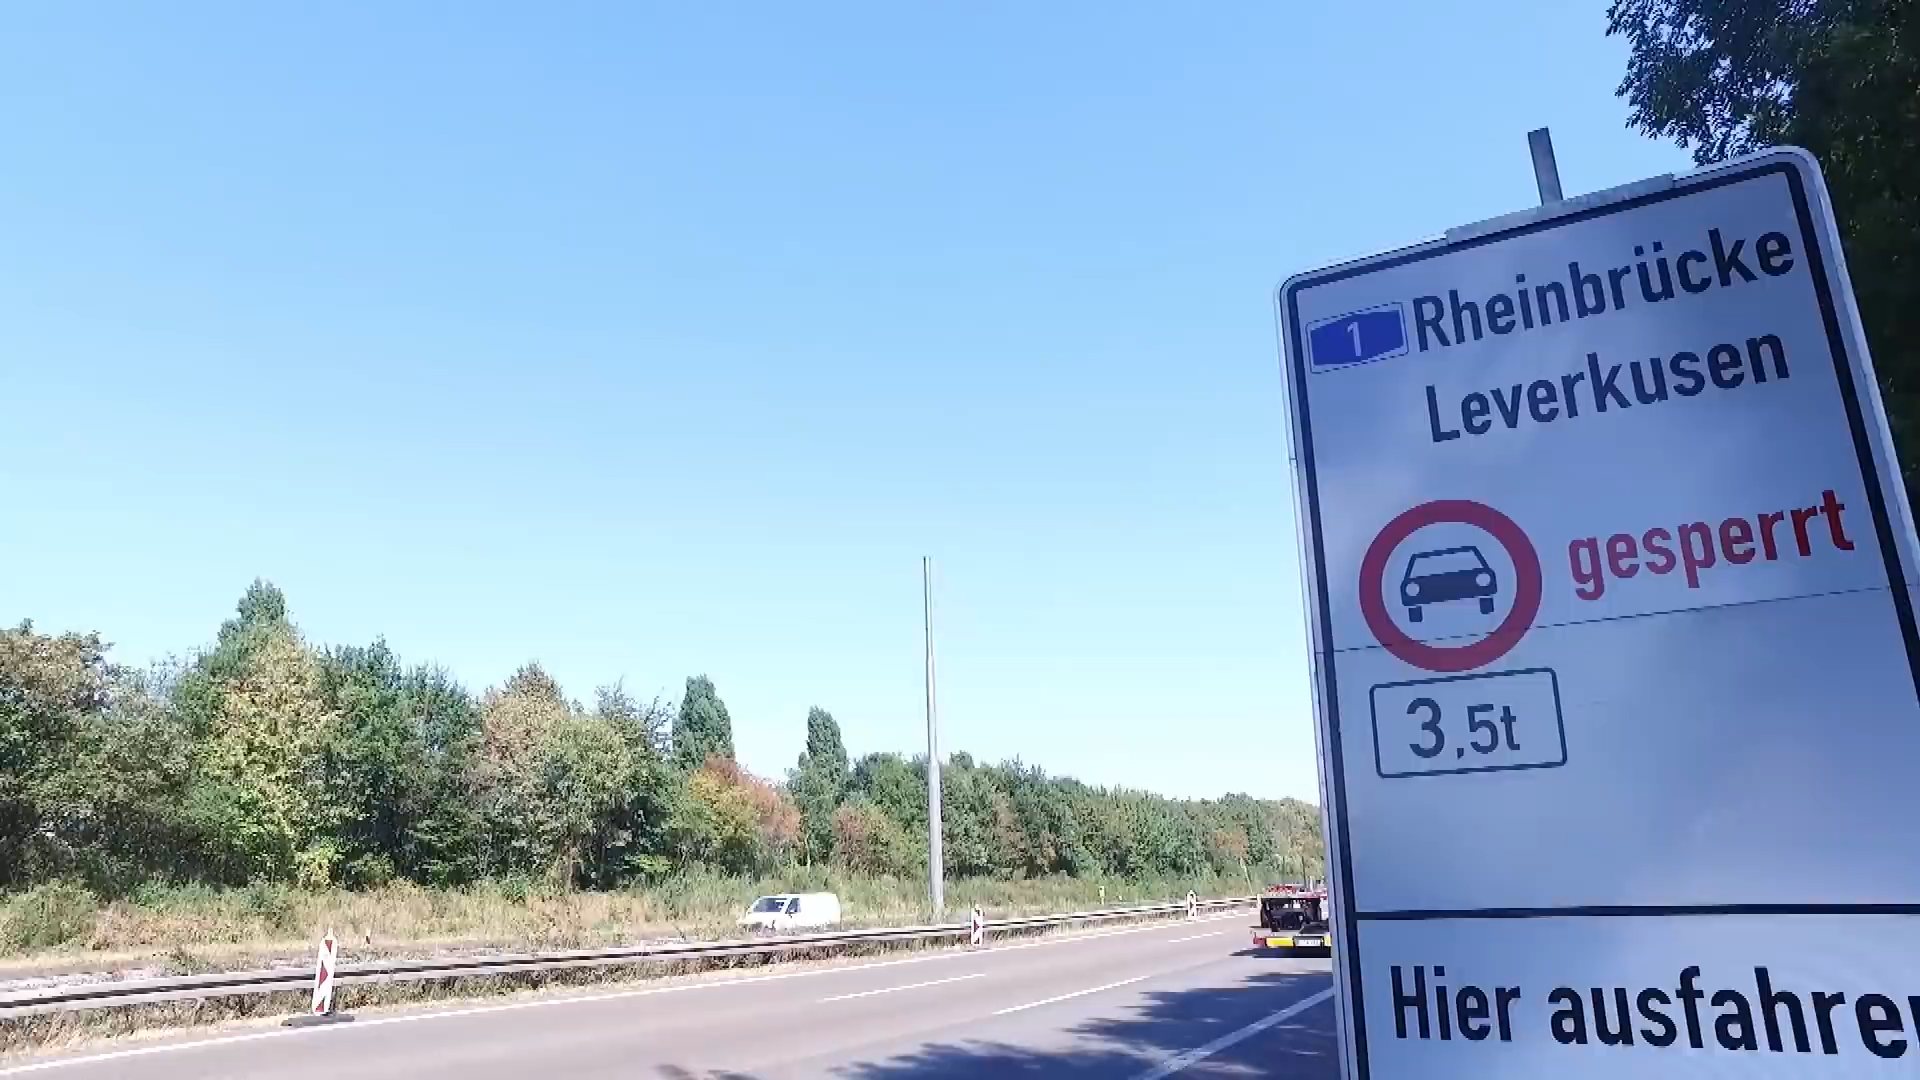 1 Rheinbrücke
Leverkusen
gesperrt
3,5t
Hier ausfahren